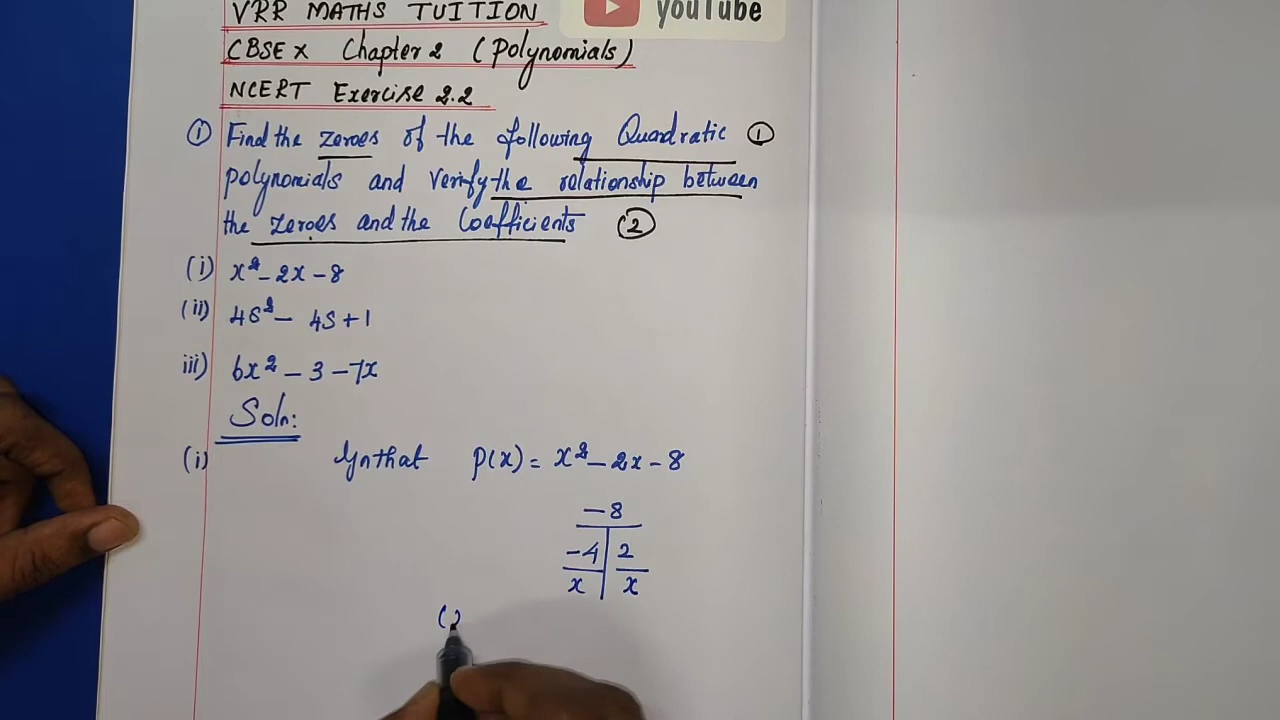 VRR MATHS TUITION
YouTube
CBSE X Chapter 2 (Polynomials)
NCERT Exercise 2.2
① Find the zeroes of the following Quadratic ①
polynomials and verify the relationship between
the zeroes and the Coefficients ②
(i) x² - 2x - 8
(ii) 4s² - 4s + 1
iii) 6x² - 3 - 7x
Soln:
(i) Gn that p(x) = x² - 2x - 8
-8
-4 | 2
x | x
(